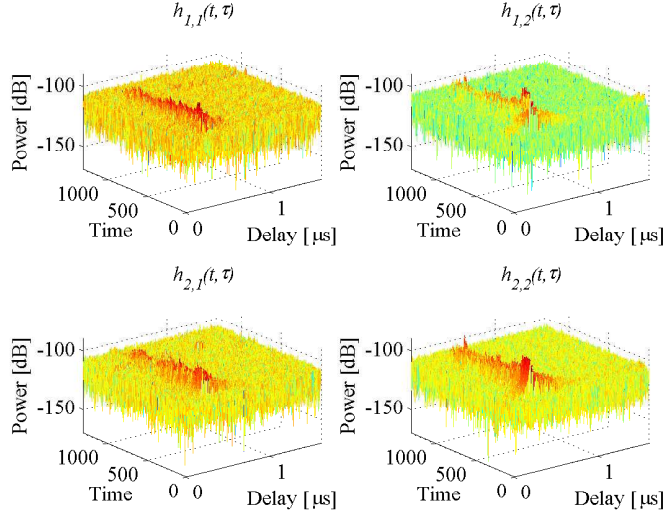 h1,1(t,τ) h1,2(t,τ)
Power [dB] -100 -150 1000 500 0 Time 0 1 Delay [μs]
Power [dB] -100 -150 1000 500 0 Time 0 1 Delay [μs]
h2,1(t,τ) h2,2(t,τ)
Power [dB] -100 -150 1000 500 0 Time 0 1 Delay [μs]
Power [dB] -100 -150 1000 500 0 Time 0 1 Delay [μs]